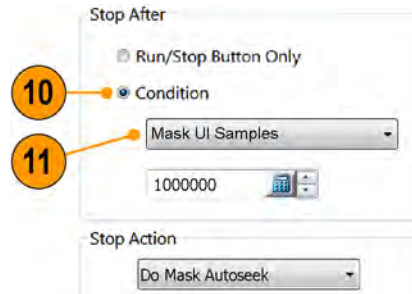 Stop After
Run/Stop Button Only
10
Condition
11
Mask UI Samples
1000000
Stop Action
Do Mask Autoseek